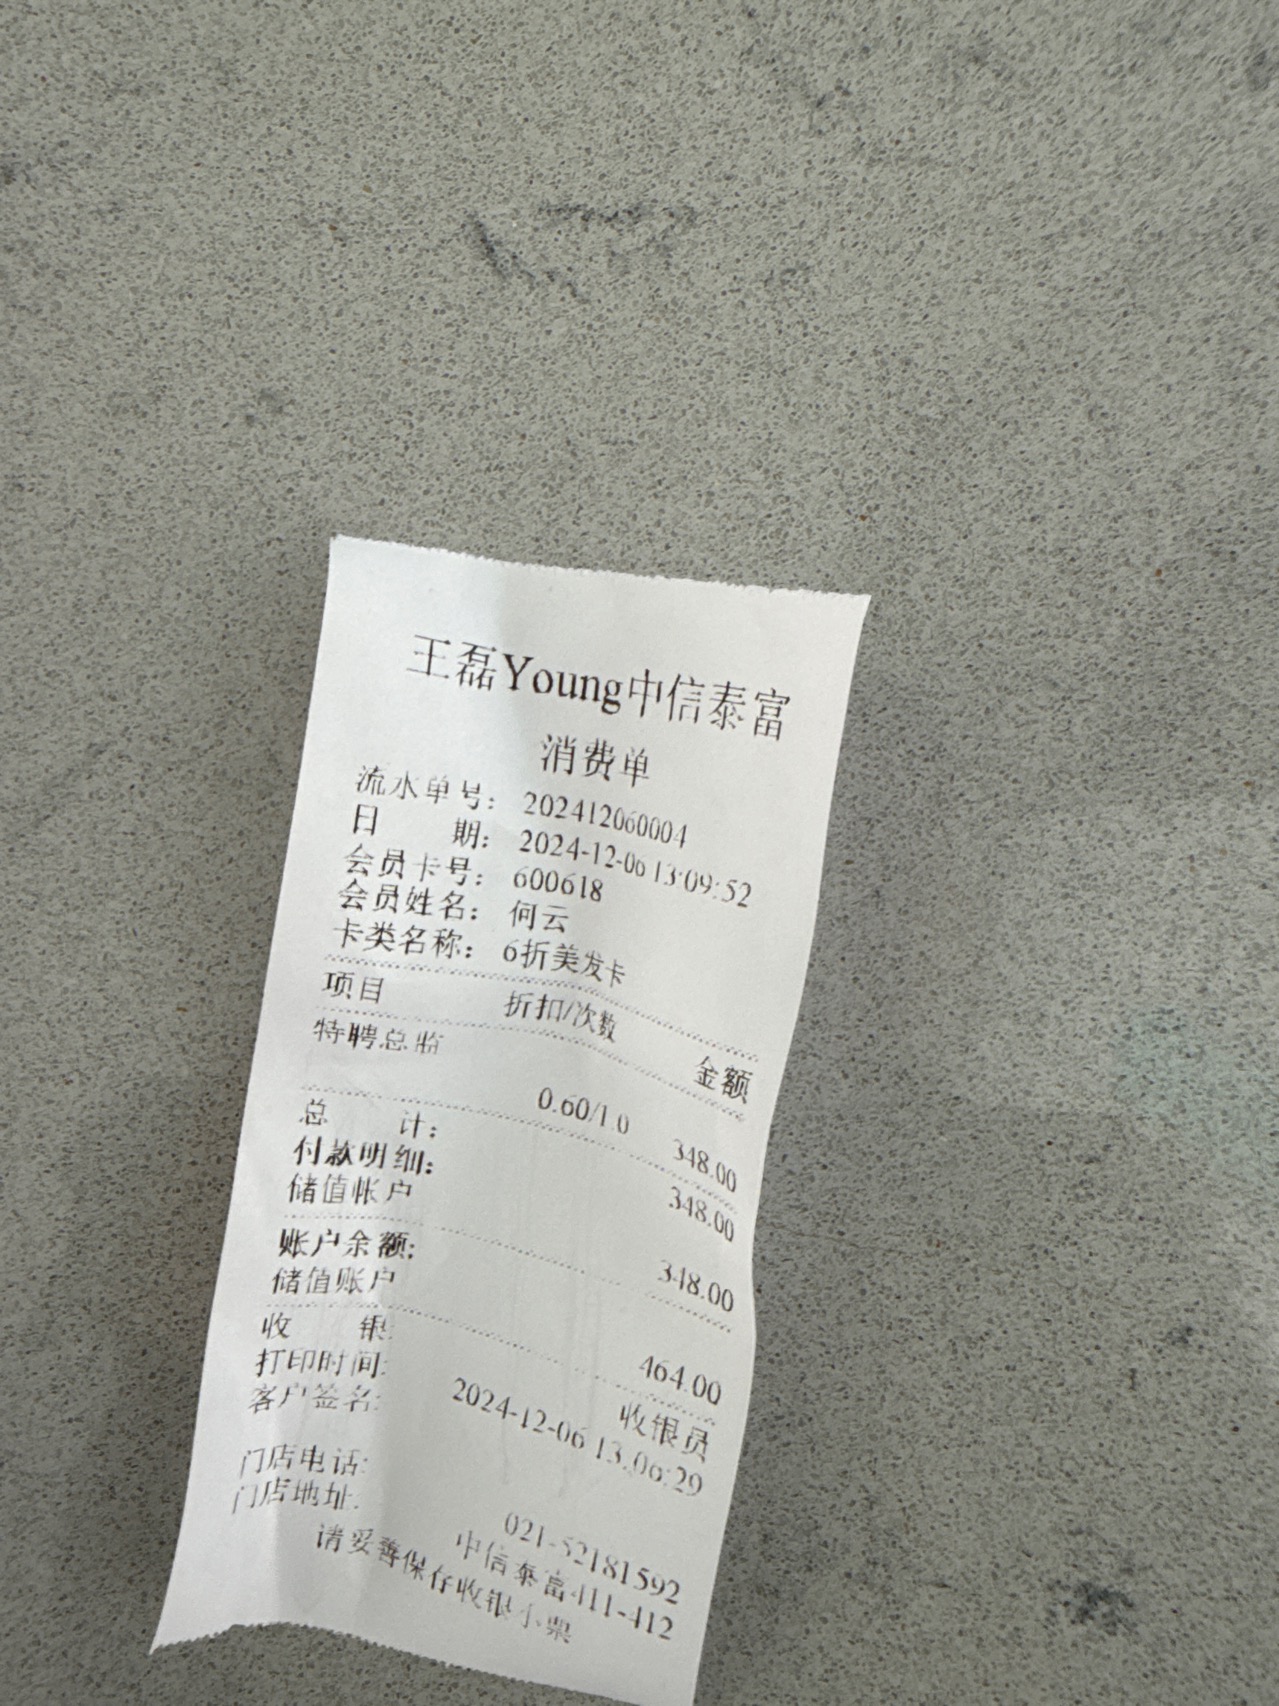 王磊Young中信泰富
消费单
流水单号： 202412060004
日 期： 2024-12-06 13:09:52
会员卡号： 600618
会员姓名： 何云
卡类名称： 6折美发卡
项目 折扣/次数 金额
特聘总监
0.60/1.0 348.00
总 计： 348.00
付款明细：
储值帐户 348.00
账户余额：
储值账户 464.00
收 银: 收银员
打印时间: 2024-12-06 13:06:29
客户签名:
门店电话: 021-52181592
门店地址: 中信泰富411-412
请妥善保存收银小票